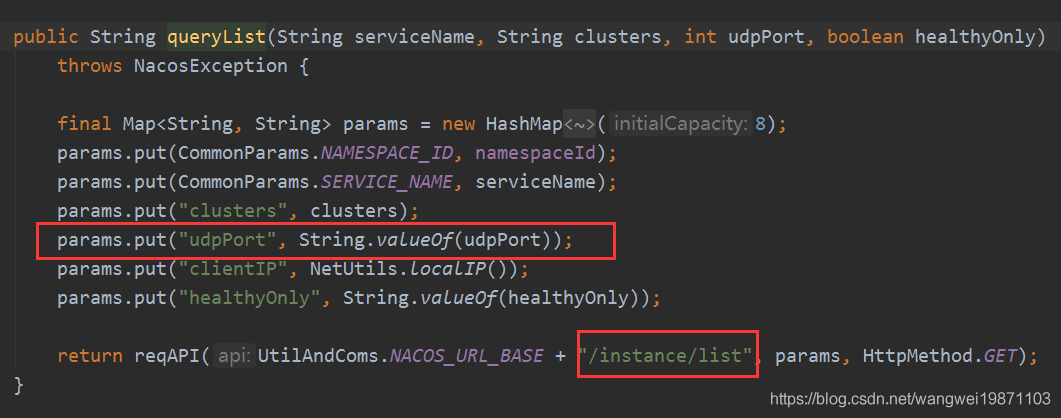 public String queryList(String serviceName, String clusters, int udpPort, boolean healthyOnly)
throws NacosException {
final Map<String, String> params = new HashMap<~>(initialCapacity: 8);
params.put(CommonParams.NAMESPACE_ID, namespaceId);
params.put(CommonParams.SERVICE_NAME, serviceName);
params.put("clusters", clusters);
params.put("udpPort", String.valueOf(udpPort));
params.put("clientIP", NetUtils.localIP());
params.put("healthyOnly", String.valueOf(healthyOnly));
return reqAPI(api: UtilAndComs.NACOS_URL_BASE + "/instance/list", params, HttpMethod.GET);
}
https://blog.csdn.net/wangwei19871103